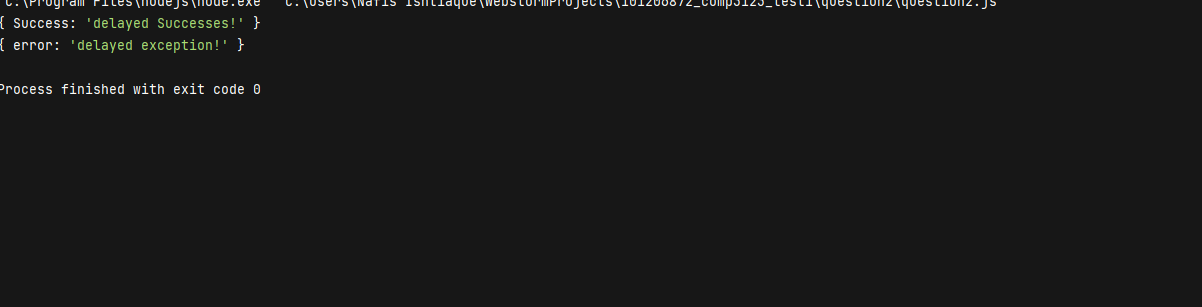 "C:\Program Files\nodejs\node.exe" "C:\Users\Nafis Ishtiaque\WebstormProjects\101208872_comp3123_test1\question2\question2.js"
{ Success: 'delayed Successes!' }
{ error: 'delayed exception!' }
Process finished with exit code 0